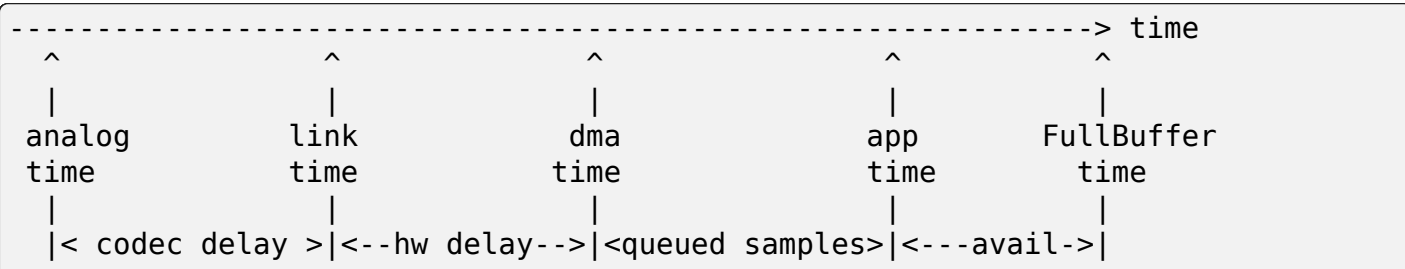 --------------------------------------------------------------> time
  ^               ^              ^                ^           ^
  |               |              |                |           |
 analog         link            dma              app       FullBuffer
 time           time           time              time        time
  |               |              |                |           |
  |< codec delay >|<--hw delay-->|<queued samples>|<---avail->|